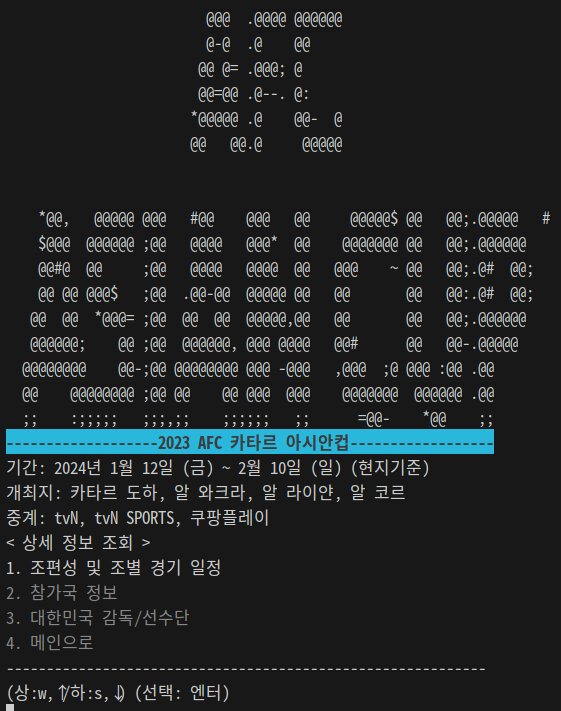 AFC
ASIAN CUP
-------------------2023 AFC 카타르 아시안컵------------------
기간: 2024년 1월 12일 (금) ~ 2월 10일 (일) (현지기준)
개최지: 카타르 도하, 알 와크라, 알 라이얀, 알 코르
중계: tvN, tvN SPORTS, 쿠팡플레이
< 상세 정보 조회 >
1. 조편성 및 조별 경기 일정
2. 참가국 정보
3. 대한민국 감독/선수단
4. 메인으로
------------------------------------------------------------
(상:w,↑/하:s,↓) (선택: 엔터)